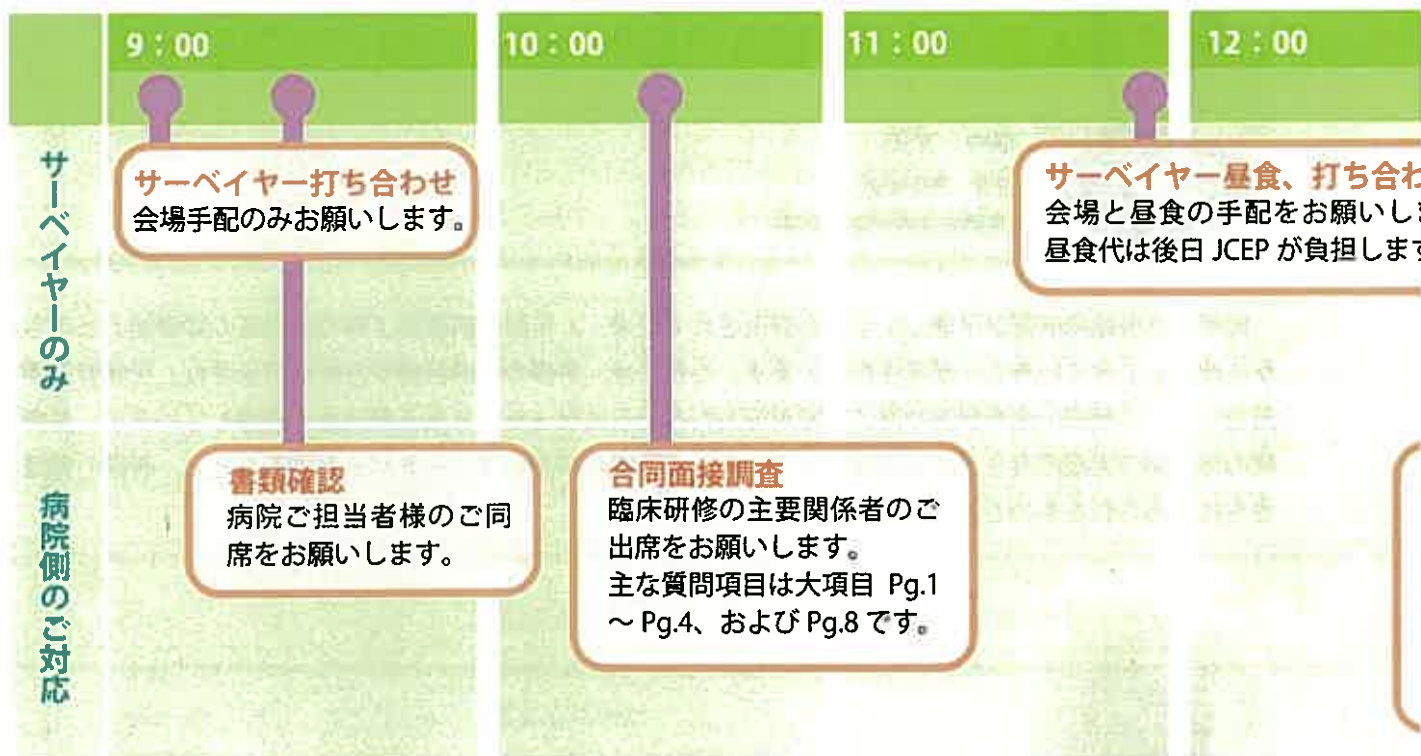 9：00
10：00
11：00
12：00
サーベイヤーのみ
サーベイヤー打ち合わせ
会場手配のみお願いします。
サーベイヤー昼食、打ち合わ
会場と昼食の手配をお願いしま
昼食代は後日 JCEP が負担します
病院側のご対応
書類確認
病院ご担当者様のご同
席をお願いします。
合同面接調査
臨床研修の主要関係者のご
出席をお願いします。
主な質問項目は大項目 Pg.1
～ Pg.4、および Pg.8 です。